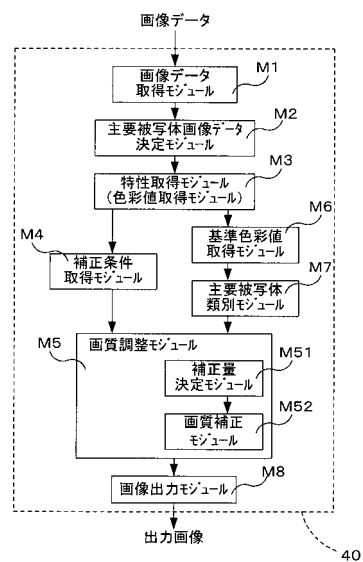 画像データ
M1
画像データ
取得モジュール
M2
主要被写体画像データ
決定モジュール
M3
特性取得モジュール
(色彩値取得モジュール)
M4
補正条件
取得モジュール
M6
基準色彩値
取得モジュール
M7
主要被写体
類別モジュール
M5
画質調整モジュール
M51
補正量
決定モジュール
M52
画質補正
モジュール
M8
画像出力モジュール
出力画像
40